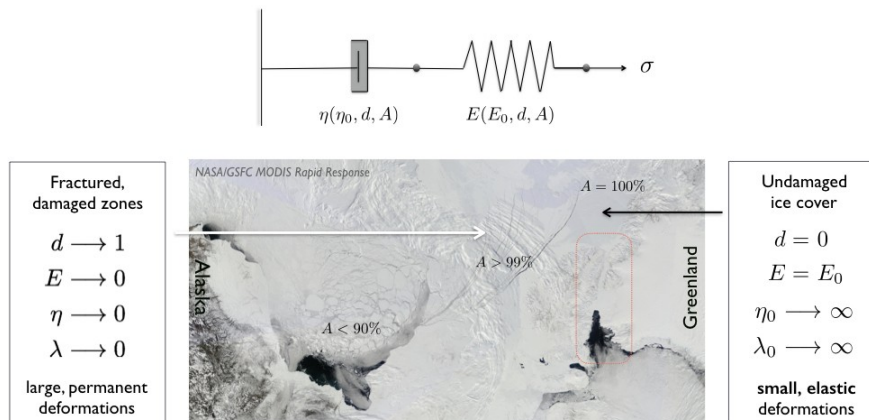 σ
η(η₀, d, A)
E(E₀, d, A)
Fractured,
damaged zones
d ⟶ 1
E ⟶ 0
η ⟶ 0
λ ⟶ 0
large, permanent
deformations
NASA/GSFC MODIS Rapid Response
A = 100%
A > 99%
A < 90%
Alaska
Greenland
Undamaged
ice cover
d = 0
E = E₀
η₀ ⟶ ∞
λ₀ ⟶ ∞
small, elastic
deformations